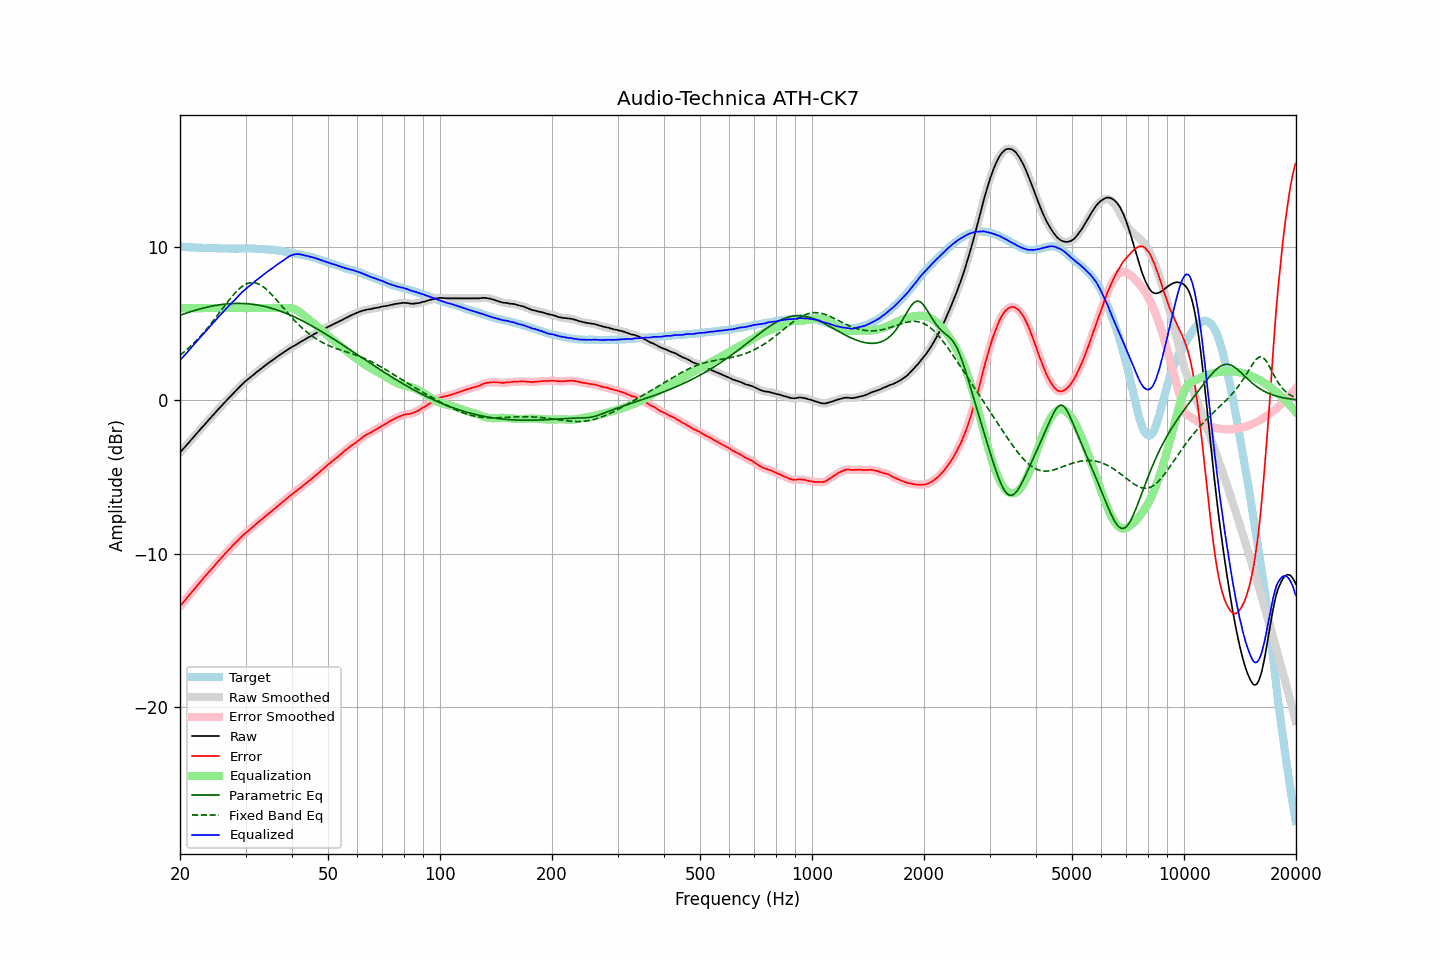 Audio-Technica ATH-CK7
Amplitude (dBr)
10
0
−10
−20
Target
Raw Smoothed
Error Smoothed
Raw
Error
Equalization
Parametric Eq
Fixed Band Eq
Equalized
20 50 100 200 500 1000 2000 5000 10000 20000
Frequency (Hz)